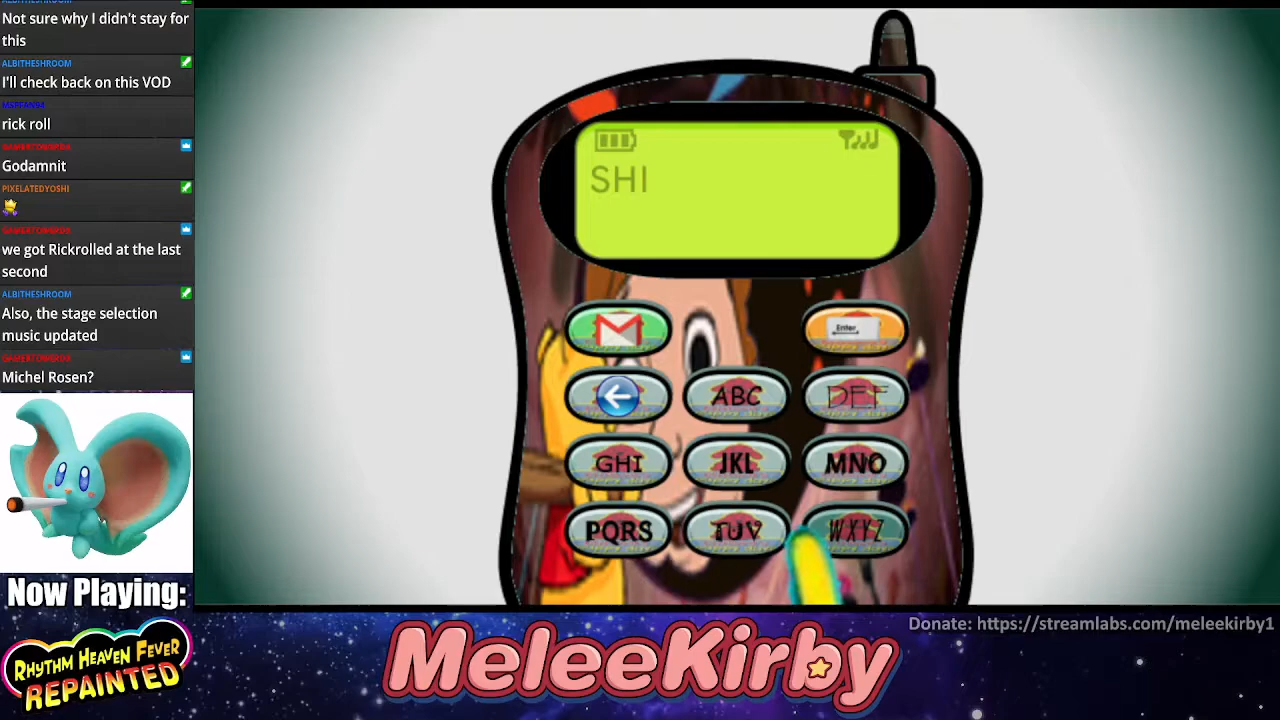 Not sure why I didn't stay for
this
ALBITHESHROOM
I'll check back on this VOD
rick roll
Godamnit
PIXELATEDYOSHI
we got Rickrolled at the last
second
ALBITHESHROOM
Also, the stage selection
music updated
Michel Rosen?
Now Playing:
RHYTHM HEAVEN FEVER
REPAINTED
SHI
Enter
ABC
DEF
GHI
JKL
MNO
PQRS
TUV
WXYZ
MeleeKirby
Donate: https://streamlabs.com/meleekirby1